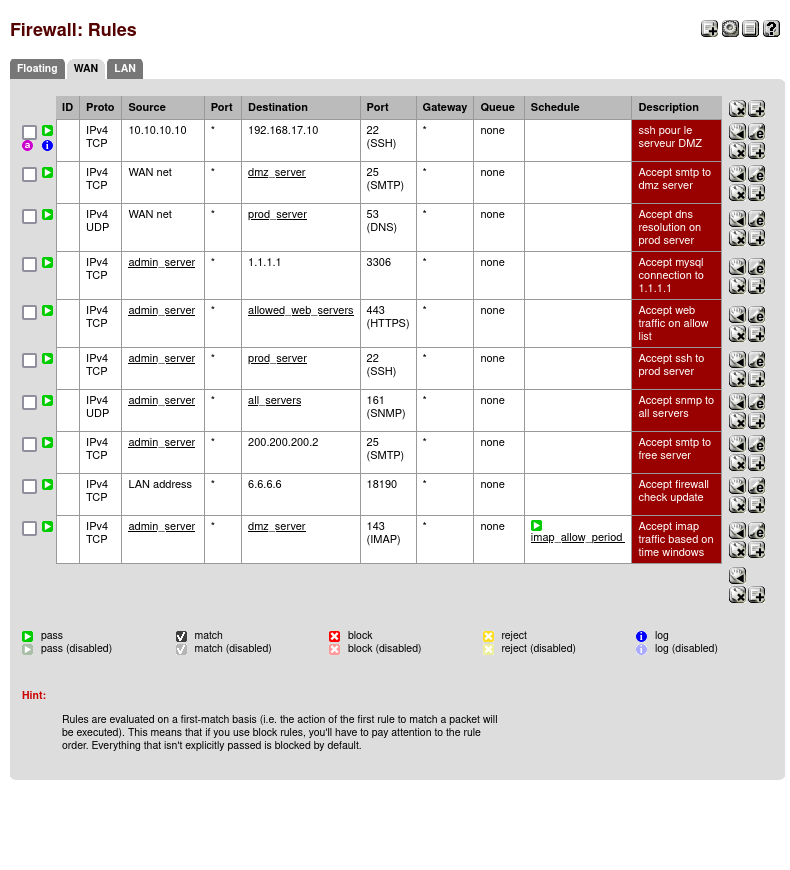 Firewall: Rules
Floating WAN LAN
ID Proto Source Port Destination Port Gateway Queue Schedule Description
IPv4 TCP 10.10.10.10 * 192.168.17.10 22 (SSH) * none ssh pour le serveur DMZ
a i
IPv4 TCP WAN net * dmz_server 25 (SMTP) * none Accept smtp to dmz server
IPv4 UDP WAN net * prod_server 53 (DNS) * none Accept dns resolution on prod server
IPv4 TCP admin_server * 1.1.1.1 3306 * none Accept mysql connection to 1.1.1.1
IPv4 TCP admin_server * allowed_web_servers 443 (HTTPS) * none Accept web traffic on allow list
IPv4 TCP admin_server * prod_server 22 (SSH) * none Accept ssh to prod server
IPv4 UDP admin_server * all_servers 161 (SNMP) * none Accept snmp to all servers
IPv4 TCP admin_server * 200.200.200.2 25 (SMTP) * none Accept smtp to free server
IPv4 TCP LAN address * 6.6.6.6 18190 * none Accept firewall check update
IPv4 TCP admin_server * dmz_server 143 (IMAP) * none imap_allow_period Accept imap traffic based on time windows
pass match block reject log
pass (disabled) match (disabled) block (disabled) reject (disabled) log (disabled)
Hint:
Rules are evaluated on a first-match basis (i.e. the action of the first rule to match a packet will
be executed). This means that if you use block rules, you'll have to pay attention to the rule
order. Everything that isn't explicitly passed is blocked by default.